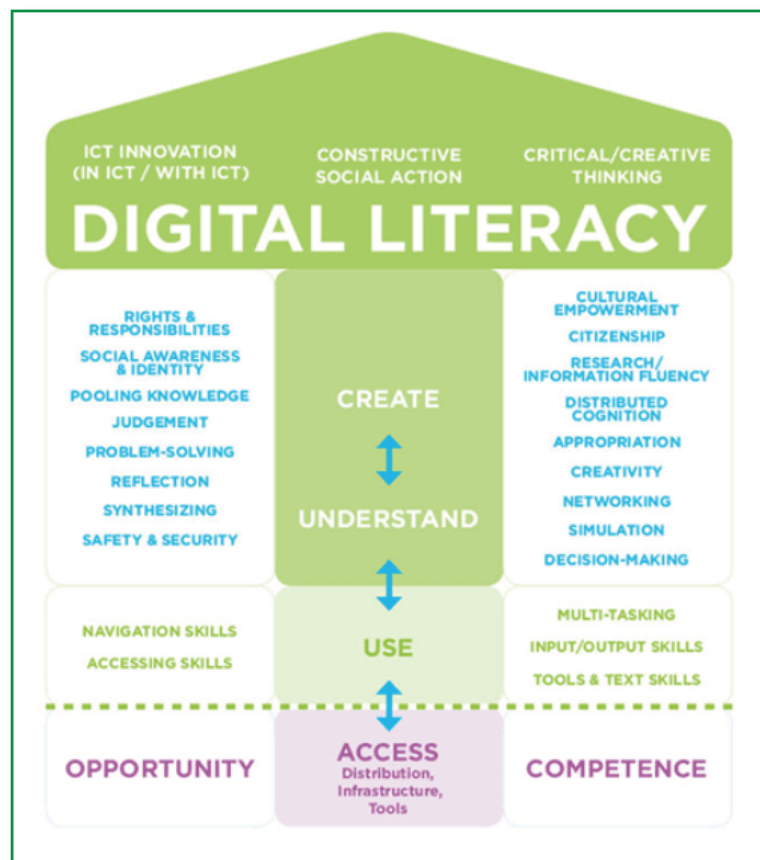 ICT INNOVATION
(IN ICT / WITH ICT)
CONSTRUCTIVE
SOCIAL ACTION
CRITICAL/CREATIVE
THINKING
DIGITAL LITERACY
RIGHTS &
RESPONSIBILITIES
SOCIAL AWARENESS
& IDENTITY
POOLING KNOWLEDGE
JUDGEMENT
PROBLEM-SOLVING
REFLECTION
SYNTHESIZING
SAFETY & SECURITY
CREATE
UNDERSTAND
CULTURAL
EMPOWERMENT
CITIZENSHIP
RESEARCH/
INFORMATION FLUENCY
DISTRIBUTED
COGNITION
APPROPRIATION
CREATIVITY
NETWORKING
SIMULATION
DECISION-MAKING
NAVIGATION SKILLS
ACCESSING SKILLS
USE
MULTI-TASKING
INPUT/OUTPUT SKILLS
TOOLS & TEXT SKILLS
OPPORTUNITY
ACCESS
Distribution,
Infrastructure,
Tools
COMPETENCE